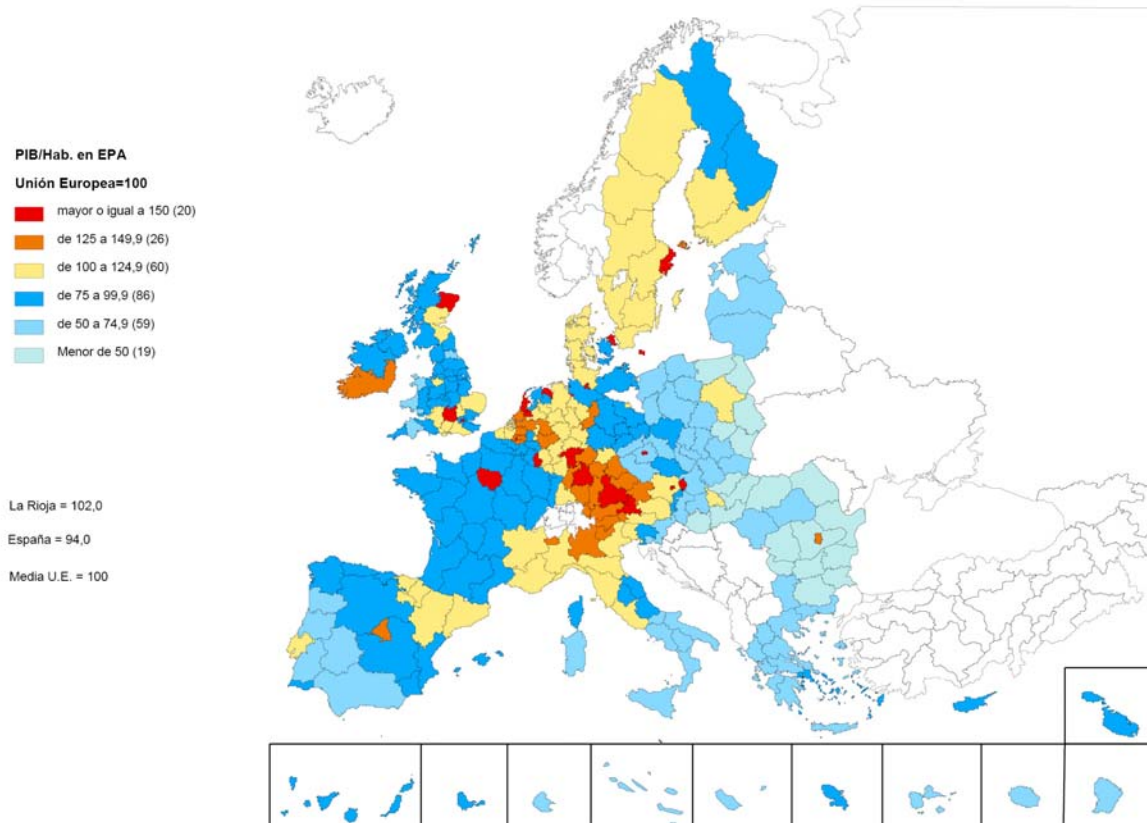 PIB/Hab. en EPA
Unión Europea=100
mayor o igual a 150 (20)
de 125 a 149,9 (26)
de 100 a 124,9 (60)
de 75 a 99,9 (86)
de 50 a 74,9 (59)
Menor de 50 (19)
La Rioja = 102,0
España = 94,0
Media U.E. = 100